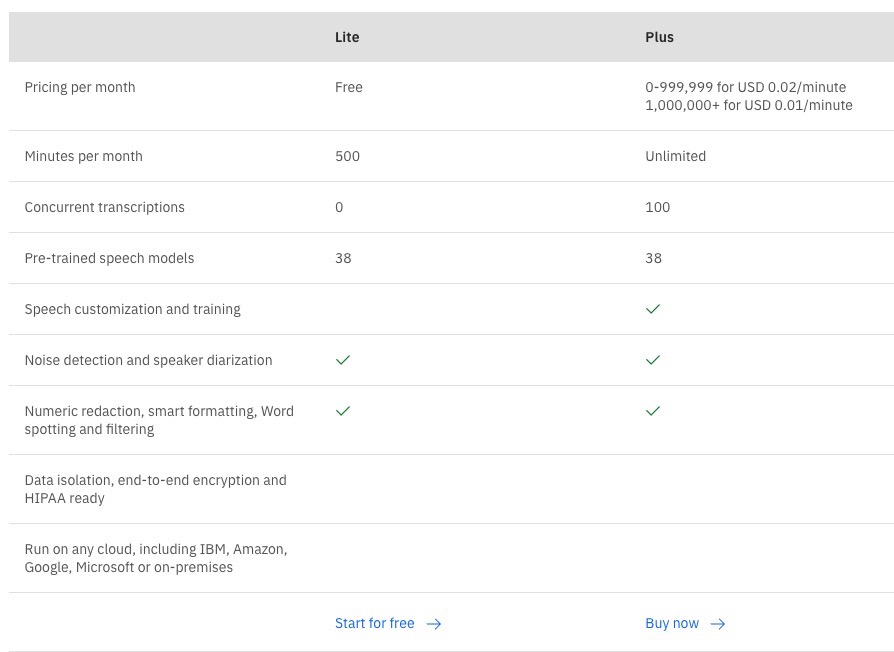 Lite Plus
Pricing per month Free 0-999,999 for USD 0.02/minute
1,000,000+ for USD 0.01/minute
Minutes per month 500 Unlimited
Concurrent transcriptions 0 100
Pre-trained speech models 38 38
Speech customization and training
Noise detection and speaker diarization
Numeric redaction, smart formatting, Word
spotting and filtering
Data isolation, end-to-end encryption and
HIPAA ready
Run on any cloud, including IBM, Amazon,
Google, Microsoft or on-premises
Start for free Buy now